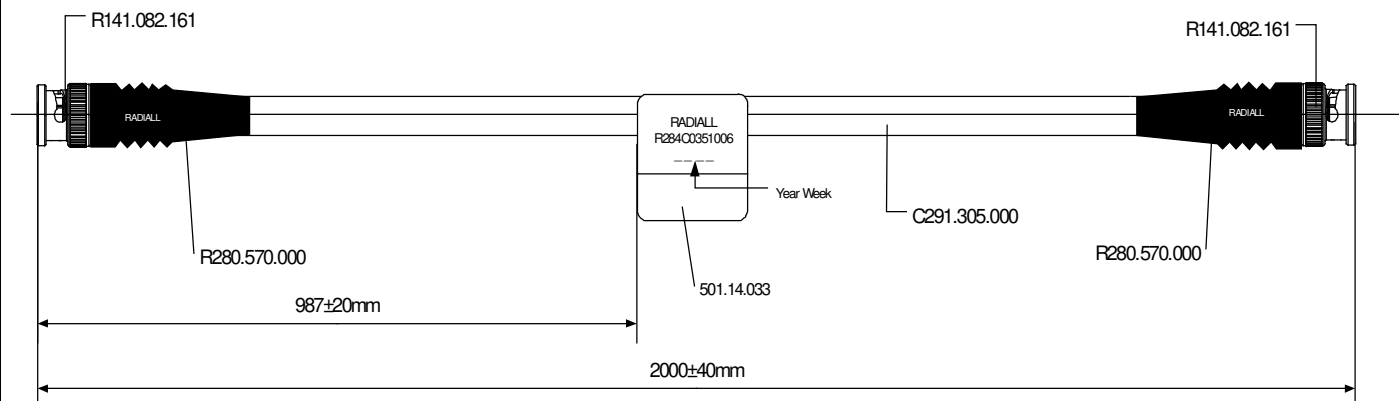 R141.082.161
R141.082.161
RADIALL
RADIALL
R284C0351006
RADIALL
Year Week
C291.305.000
R280.570.000
R280.570.000
501.14.033
987±20mm
2000±40mm